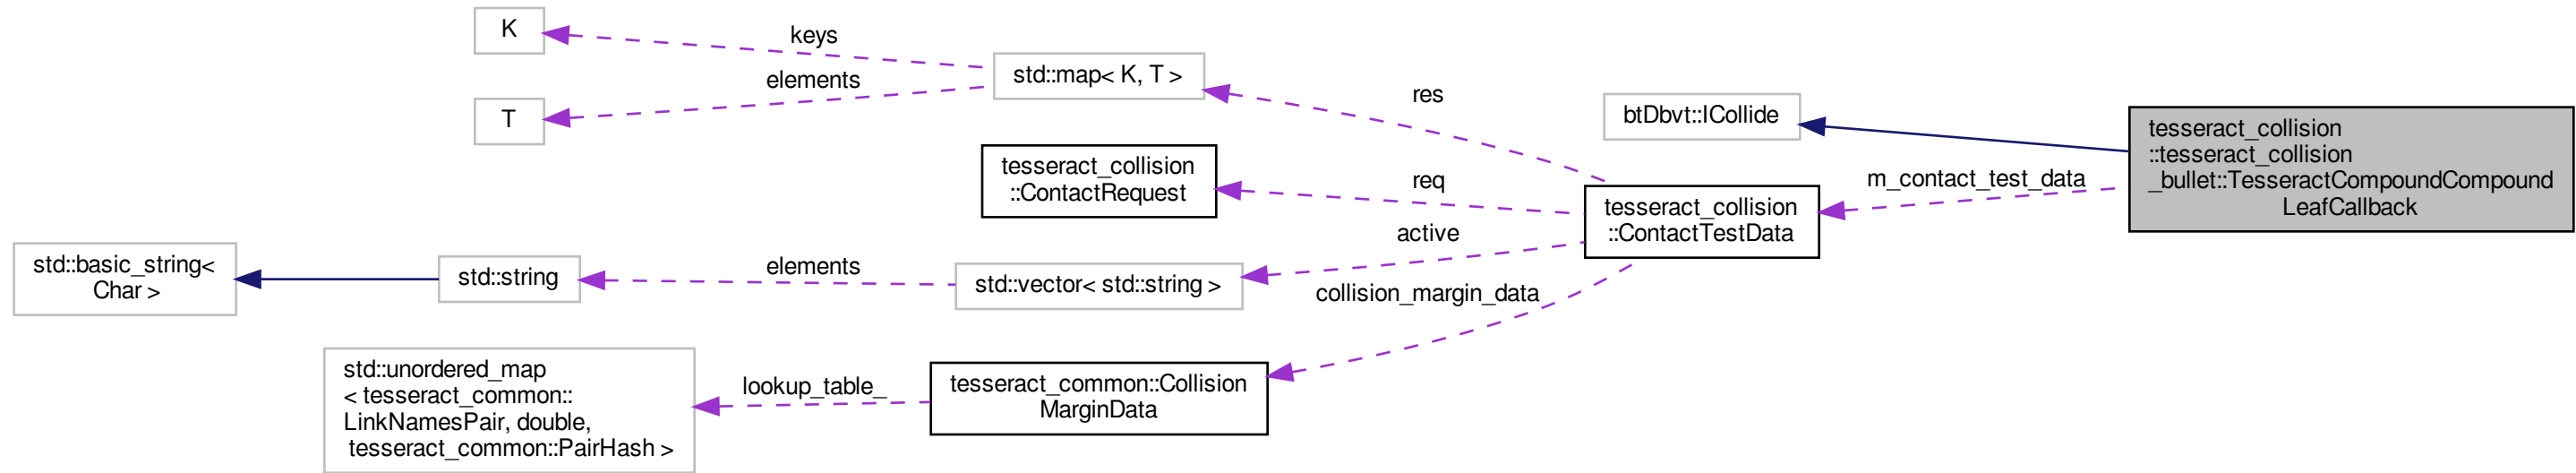 K
keys
elements
T
std::map< K, T >
res
btDbvt::ICollide
tesseract_collision
::tesseract_collision
_bullet::TesseractCompoundCompound
LeafCallback
m_contact_test_data
tesseract_collision
::ContactRequest
req
tesseract_collision
::ContactTestData
active
std::basic_string<
Char >
std::string
elements
std::vector< std::string >
collision_margin_data
std::unordered_map
< tesseract_common::
LinkNamesPair, double,
tesseract_common::PairHash >
lookup_table_
tesseract_common::Collision
MarginData